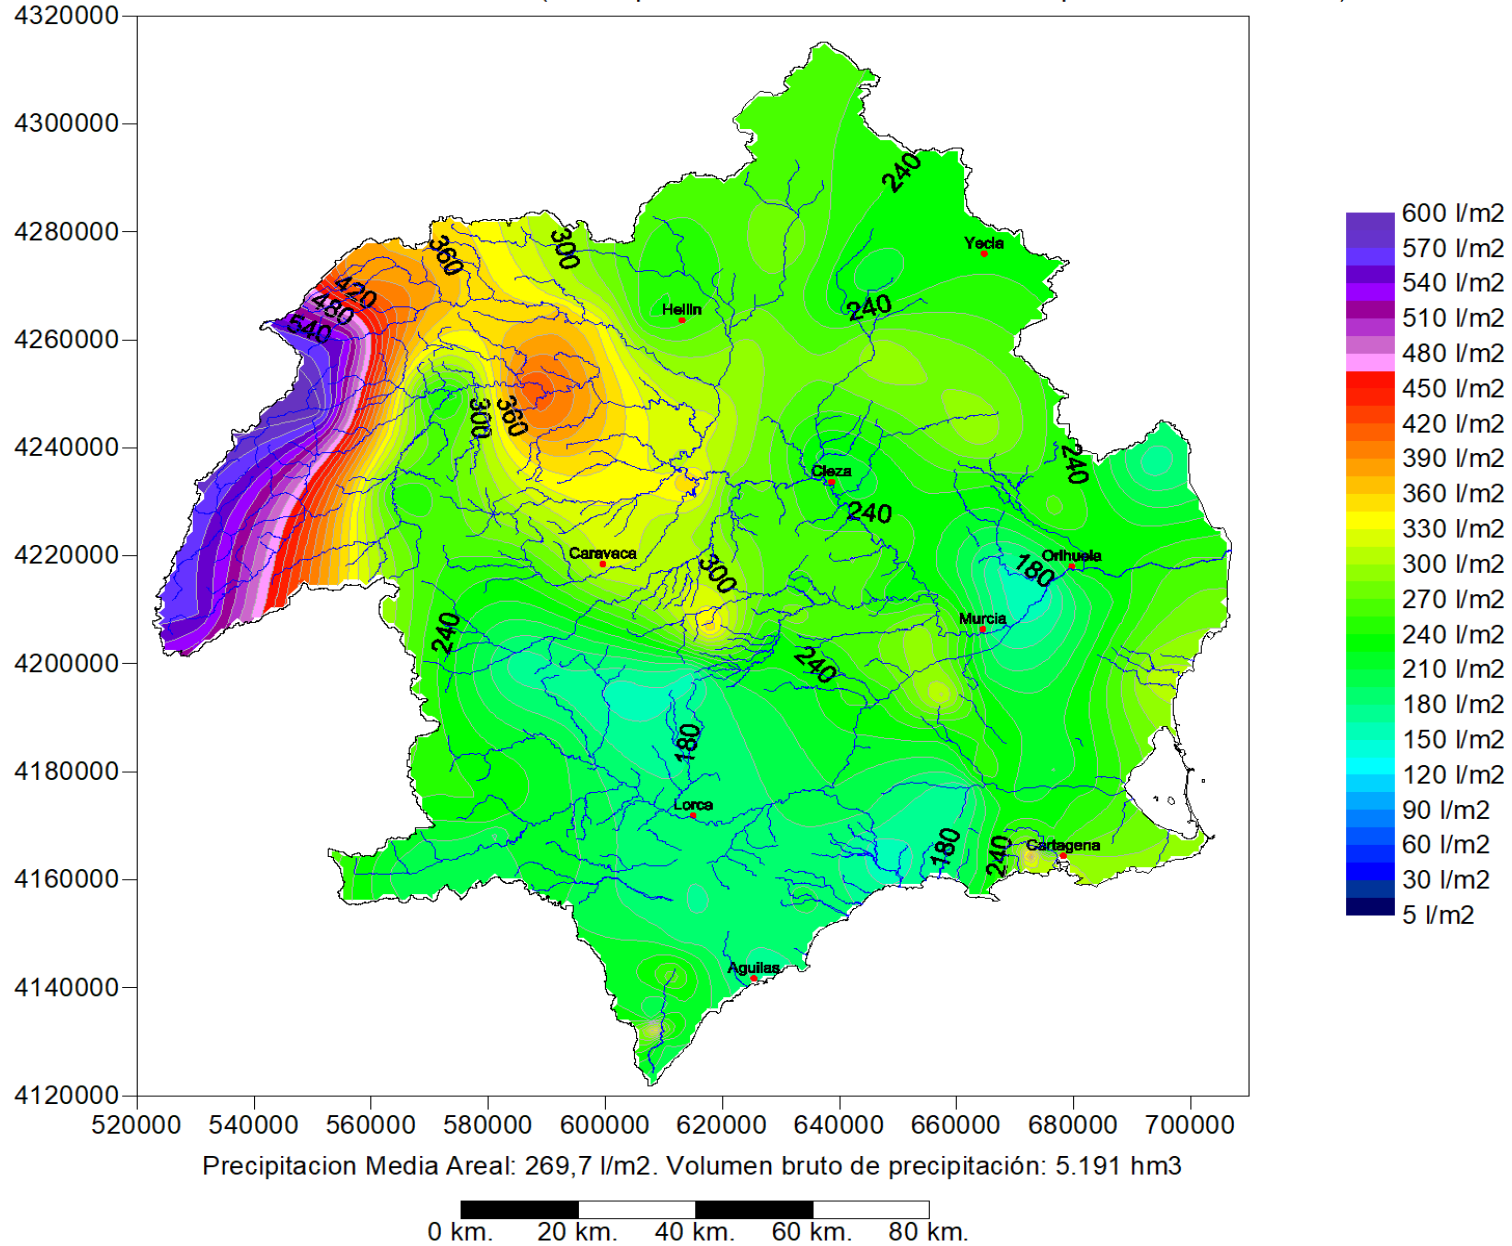 4320000
4300000
4280000
4260000
4240000
4220000
4200000
4180000
4160000
4140000
4120000
520000 540000 560000 580000 600000 620000 640000 660000 680000 700000
240
Yecla
300
360
420
480
540
Hellin
240
300
360
240
Cieza
240
Caravaca
300
Orihuela
180
Murcia
240
240
180
Lorca
180
240
Cartagena
Aguilas
600 l/m2
570 l/m2
540 l/m2
510 l/m2
480 l/m2
450 l/m2
420 l/m2
390 l/m2
360 l/m2
330 l/m2
300 l/m2
270 l/m2
240 l/m2
210 l/m2
180 l/m2
150 l/m2
120 l/m2
90 l/m2
60 l/m2
30 l/m2
5 l/m2
Precipitacion Media Areal: 269,7 l/m2. Volumen bruto de precipitación: 5.191 hm3
0 km. 20 km. 40 km. 60 km. 80 km.